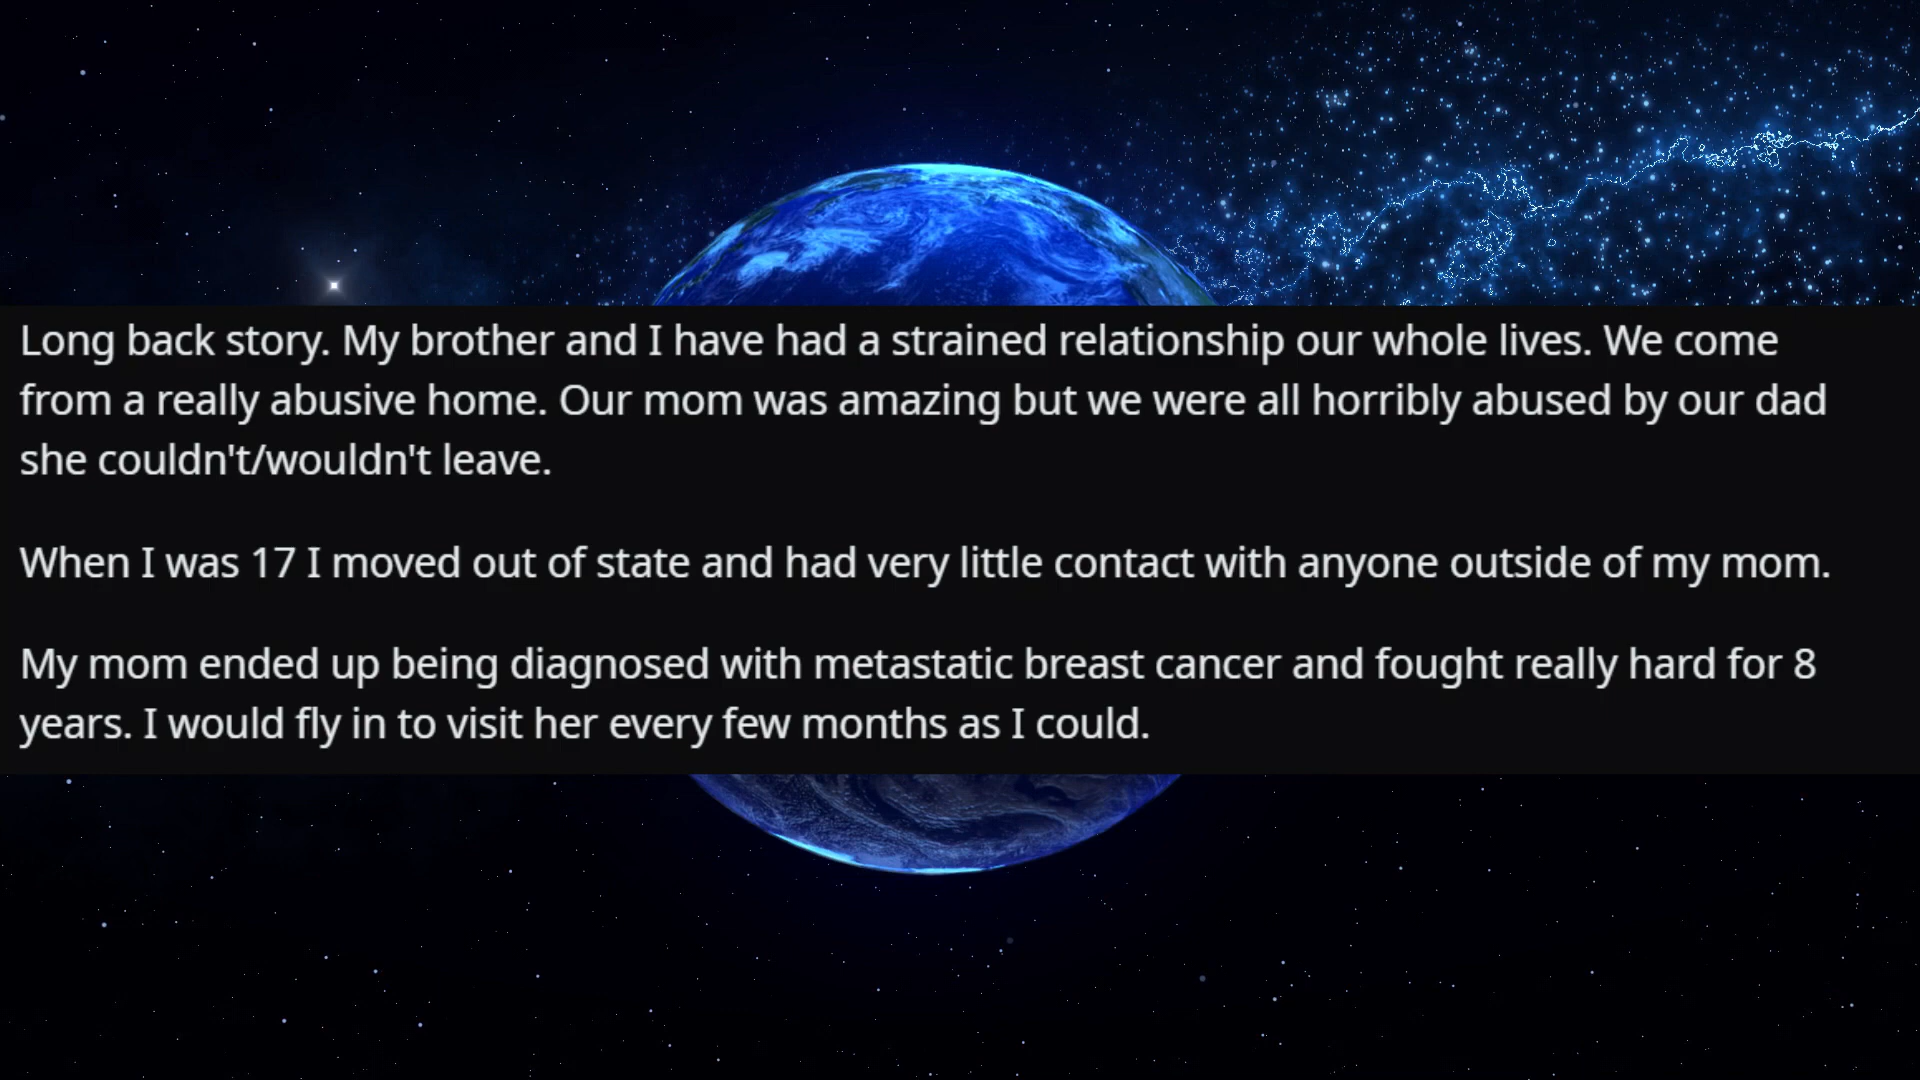 Long back story. My brother and I have had a strained relationship our whole lives. We come
from a really abusive home. Our mom was amazing but we were all horribly abused by our dad
she couldn't/wouldn't leave.
When I was 17 I moved out of state and had very little contact with anyone outside of my mom.
My mom ended up being diagnosed with metastatic breast cancer and fought really hard for 8
years. I would fly in to visit her every few months as I could.